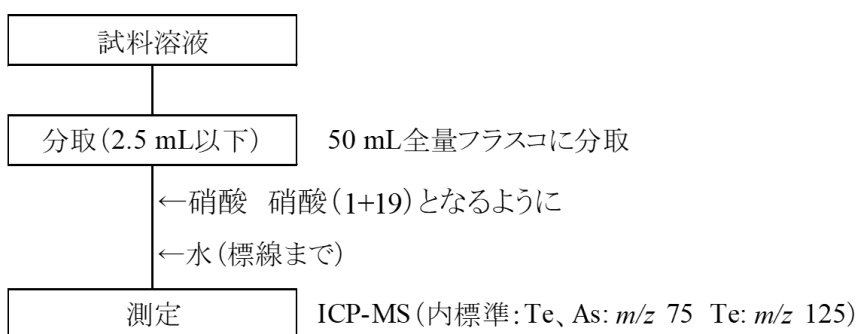 試料溶液
分取(2.5 mL以下) 50 mL全量フラスコに分取
←硝酸 硝酸(1+19)となるように
←水(標線まで)
測定 ICP-MS(内標準:Te、As: m/z 75 Te: m/z 125)